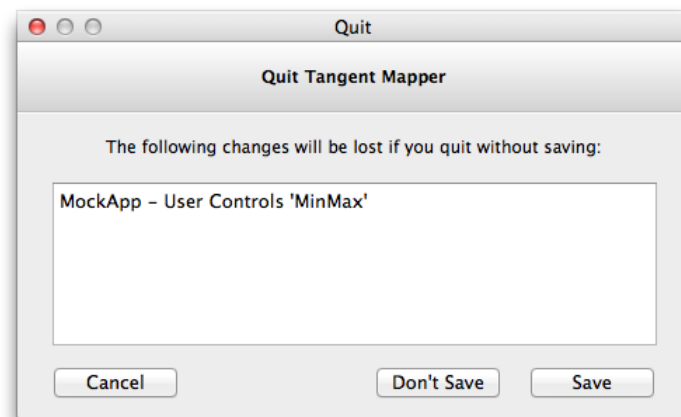 Quit
Quit Tangent Mapper
The following changes will be lost if you quit without saving:
MockApp – User Controls 'MinMax'
Cancel Don't Save Save